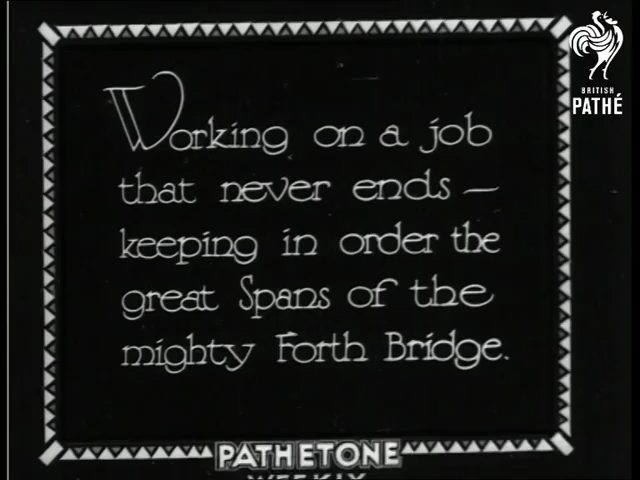 Working on a job
that never ends —
keeping in order the
great Spans of the
mighty Forth Bridge.
PATHETONE
WEEKLY
BRITISH
PATHÉ